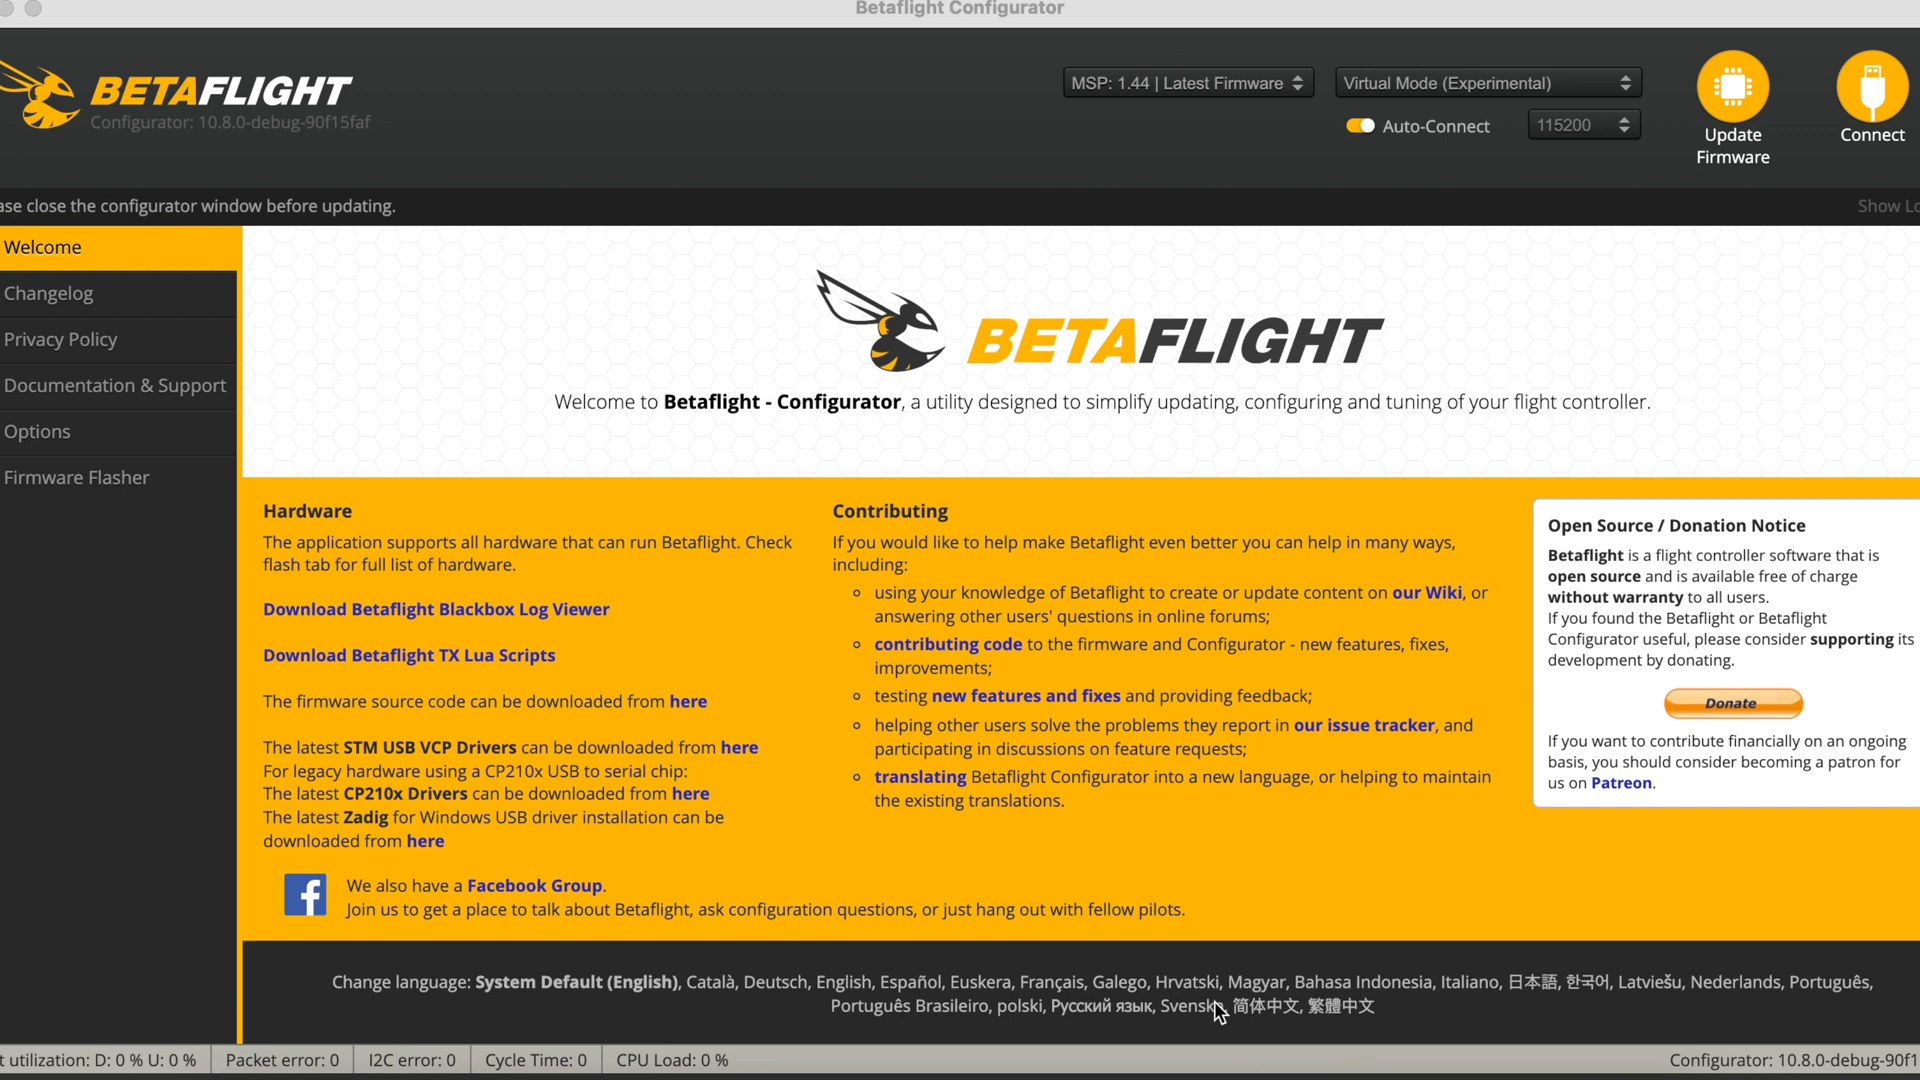 Betaflight Configurator
BETAFLIGHT
Configurator: 10.8.0-debug-90f15faf
MSP: 1.44 | Latest Firmware
Virtual Mode (Experimental)
Auto-Connect
115200
Update
Firmware
Connect
ase close the configurator window before updating.
Show Lo
Welcome
Changelog
Privacy Policy
Documentation & Support
Options
Firmware Flasher
BETAFLIGHT
Welcome to Betaflight - Configurator, a utility designed to simplify updating, configuring and tuning of your flight controller.
Hardware
The application supports all hardware that can run Betaflight. Check
flash tab for full list of hardware.
Download Betaflight Blackbox Log Viewer
Download Betaflight TX Lua Scripts
The firmware source code can be downloaded from here
The latest STM USB VCP Drivers can be downloaded from here
For legacy hardware using a CP210x USB to serial chip:
The latest CP210x Drivers can be downloaded from here
The latest Zadig for Windows USB driver installation can be
downloaded from here
We also have a Facebook Group.
Join us to get a place to talk about Betaflight, ask configuration questions, or just hang out with fellow pilots.
Contributing
If you would like to help make Betaflight even better you can help in many ways,
including:
using your knowledge of Betaflight to create or update content on our Wiki, or
answering other users' questions in online forums;
contributing code to the firmware and Configurator - new features, fixes,
improvements;
testing new features and fixes and providing feedback;
helping other users solve the problems they report in our issue tracker, and
participating in discussions on feature requests;
translating Betaflight Configurator into a new language, or helping to maintain
the existing translations.
Open Source / Donation Notice
Betaflight is a flight controller software that is
open source and is available free of charge
without warranty to all users.
If you found the Betaflight or Betaflight
Configurator useful, please consider supporting its
development by donating.
Donate
If you want to contribute financially on an ongoing
basis, you should consider becoming a patron for
us on Patreon.
Change language: System Default (English), Català, Deutsch, English, Español, Euskera, Français, Galego, Hrvatski, Magyar, Bahasa Indonesia, Italiano, 日本語, 한국어, Latviešu, Nederlands, Português,
Português Brasileiro, polski, Русский язык, Svenska, 简体中文, 繁體中文
t utilization: D: 0 % U: 0 %
Packet error: 0
I2C error: 0
Cycle Time: 0
CPU Load: 0 %
Configurator: 10.8.0-debug-90f1